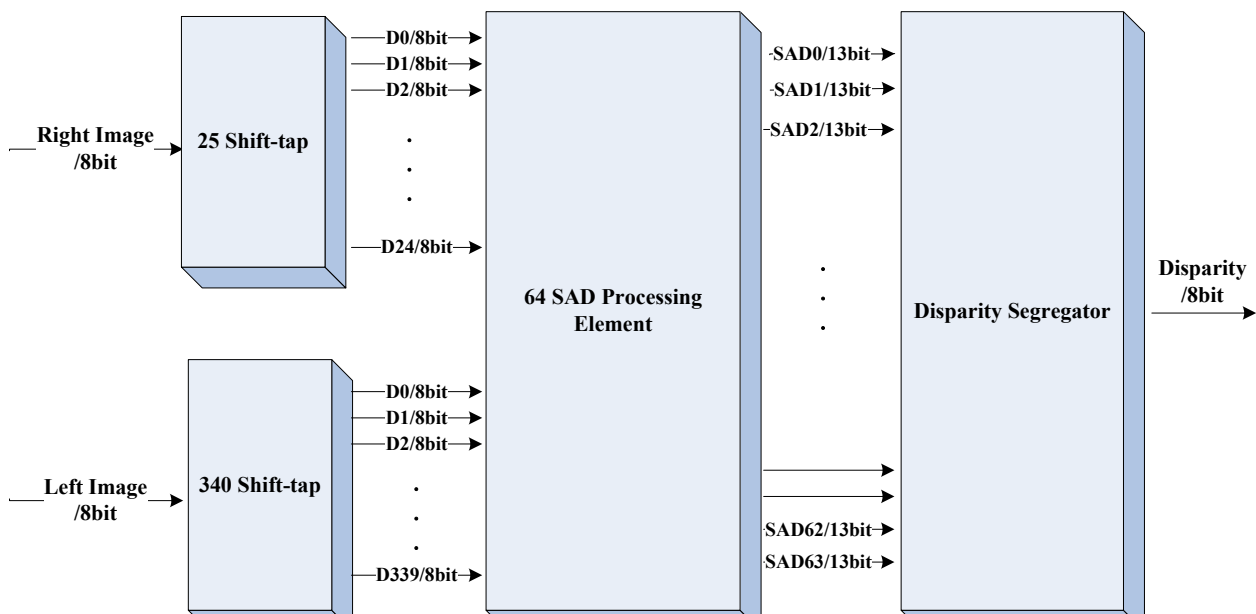 Right Image
/8bit
25 Shift-tap
D0/8bit
D1/8bit
D2/8bit
D24/8bit
Left Image
/8bit
340 Shift-tap
D0/8bit
D1/8bit
D2/8bit
D339/8bit
64 SAD Processing
Element
SAD0/13bit
SAD1/13bit
SAD2/13bit
SAD62/13bit
SAD63/13bit
Disparity Segregator
Disparity
/8bit